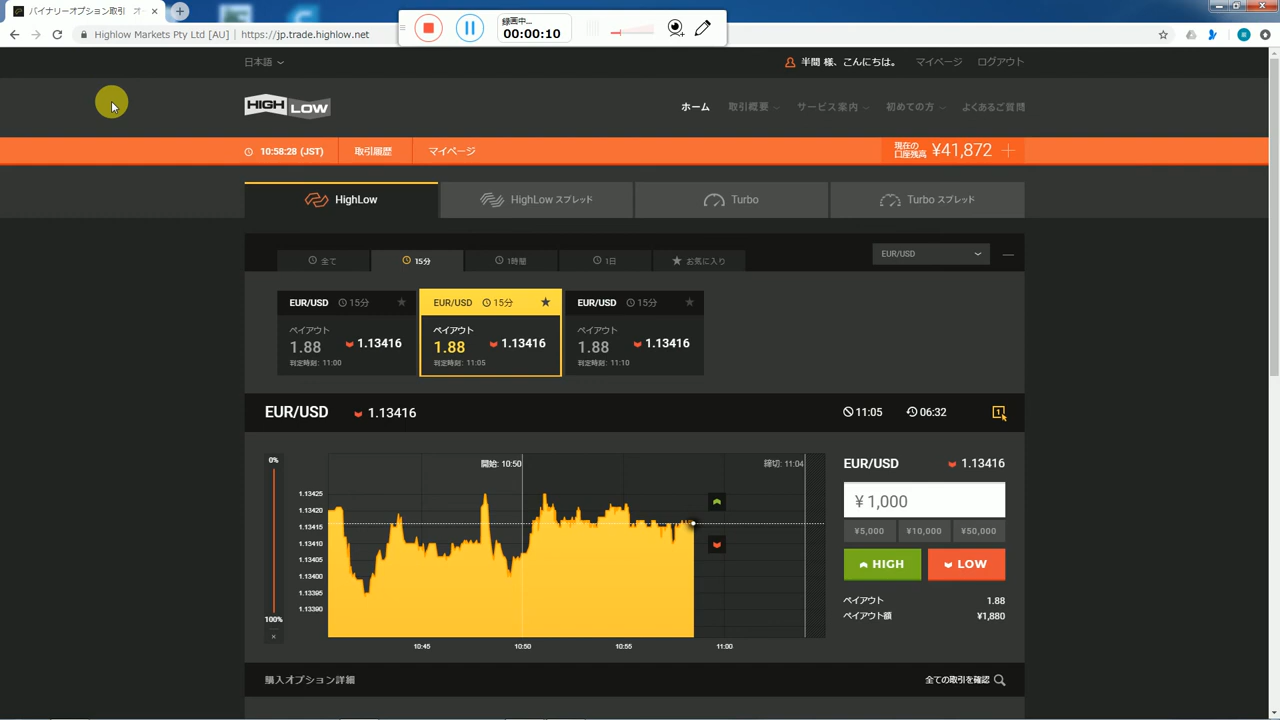 バイナリーオプション取引 オ
録画中...
00:00:10
Highlow Markets Pty Ltd [AU]
https://jp.trade.highlow.net
日本語
半間 様、こんにちは。
マイページ
ログアウト
HIGH LOW
ホーム
取引概要
サービス案内
初めての方
よくあるご質問
10:58:28 (JST)
取引履歴
マイページ
現在の
口座残高
¥41,872
HighLow
HighLow スプレッド
Turbo
Turbo スプレッド
全て
15分
1時間
1日
お気に入り
EUR/USD
EUR/USD 15分
ペイアウト
1.88
1.13416
判定時刻: 11:00
EUR/USD 15分
ペイアウト
1.88
1.13416
判定時刻: 11:05
EUR/USD 15分
ペイアウト
1.88
1.13416
判定時刻: 11:10
EUR/USD
1.13416
11:05
06:32
1
0%
100%
開始: 10:50
締切: 11:04
1.13425
1.13420
1.13415
1.13410
1.13405
1.13400
1.13395
1.13390
10:45
10:50
10:55
11:00
EUR/USD
1.13416
¥ 1,000
¥5,000
¥10,000
¥50,000
HIGH
LOW
ペイアウト
1.88
ペイアウト額
¥1,880
購入オプション詳細
全ての取引を確認